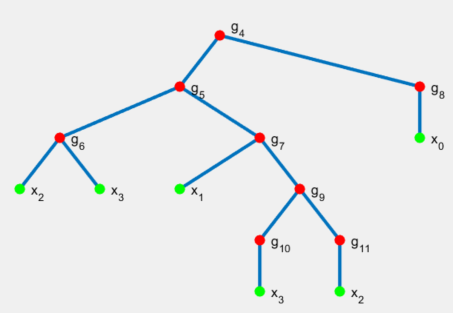 g₄
g₅ g₈
g₆ g₇ x₀
x₂ x₃ x₁ g₉
g₁₀ g₁₁
x₃ x₂